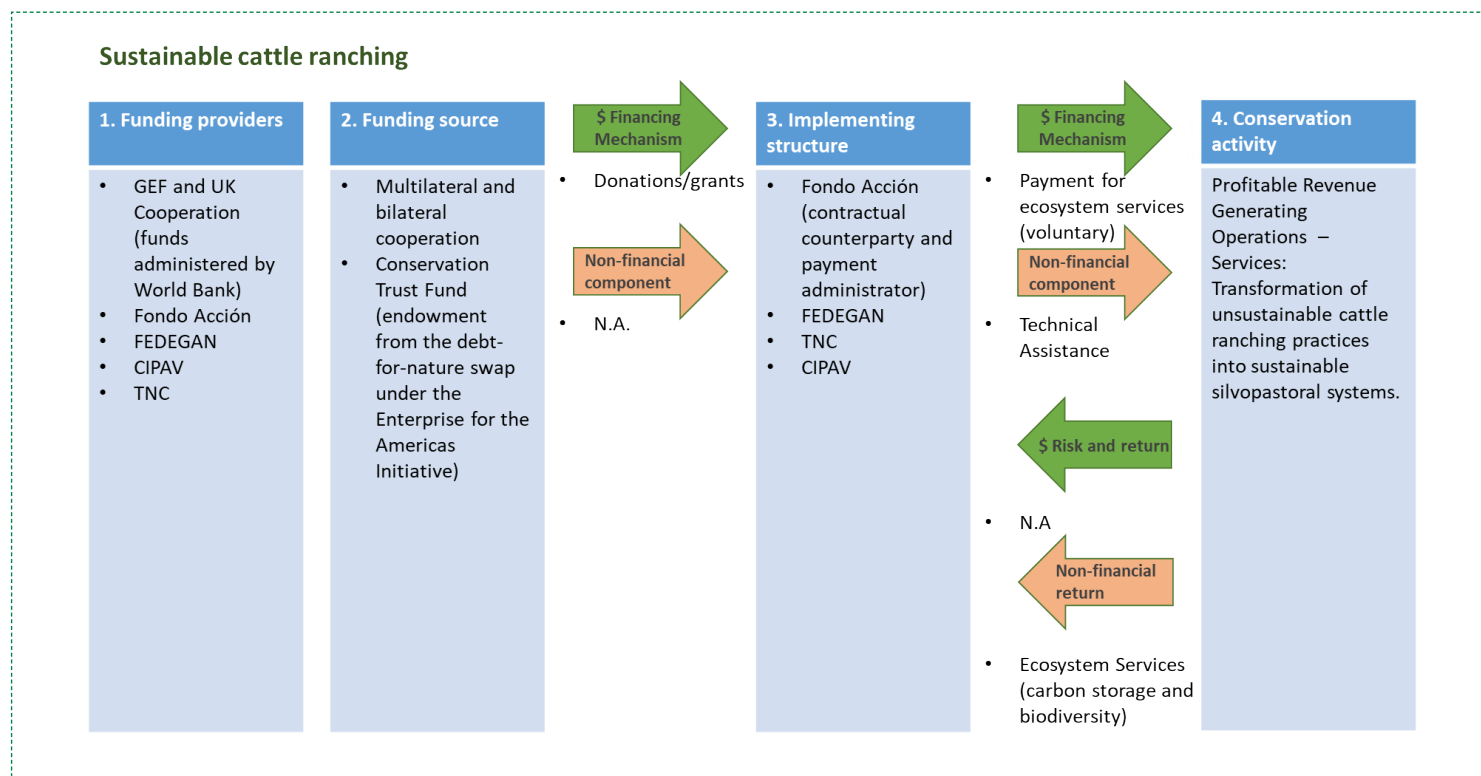 Sustainable cattle ranching
1. Funding providers
• GEF and UK
Cooperation
(funds
administered by
World Bank)
• Fondo Acción
• FEDEGAN
• CIPAV
• TNC
2. Funding source
• Multilateral and
bilateral
cooperation
• Conservation
Trust Fund
(endowment
from the debt-
for-nature swap
under the
Enterprise for the
Americas
Initiative)
$ Financing
Mechanism
• Donations/grants
Non-financial
component
• N.A.
3. Implementing
structure
• Fondo Acción
(contractual
counterparty and
payment
administrator)
• FEDEGAN
• TNC
• CIPAV
$ Financing
Mechanism
• Payment for
ecosystem services
(voluntary)
Non-financial
component
• Technical
Assistance
$ Risk and return
• N.A
Non-financial
return
• Ecosystem Services
(carbon storage and
biodiversity)
4. Conservation
activity
Profitable Revenue
Generating
Operations –
Services:
Transformation of
unsustainable cattle
ranching practices
into sustainable
silvopastoral systems.